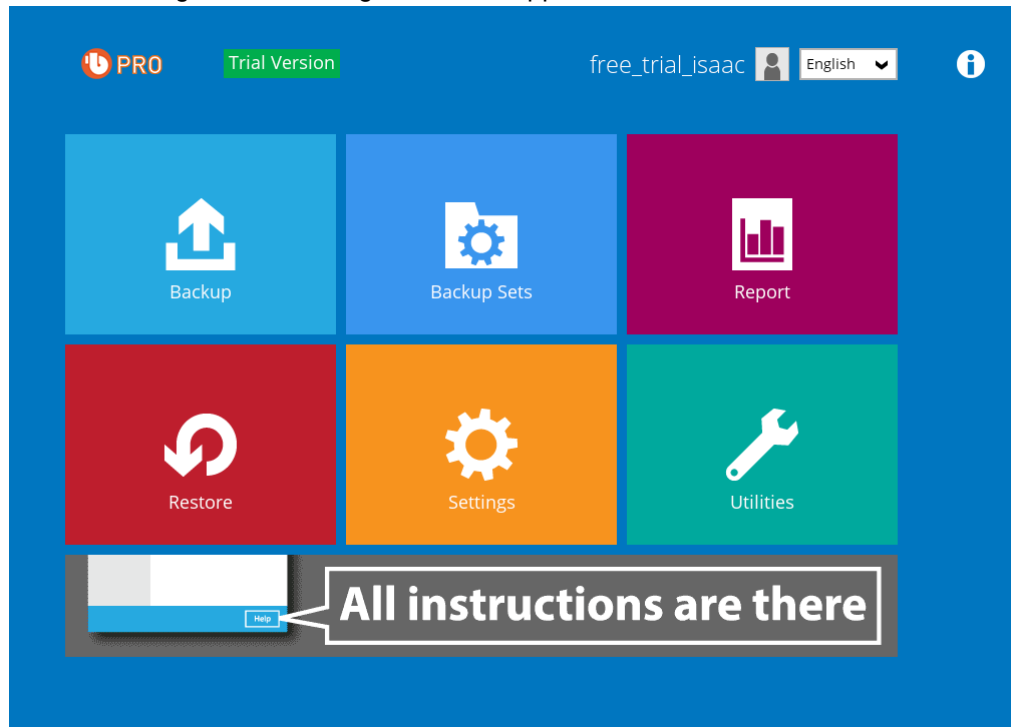 PRO
Trial Version
free_trial_isaac
English
Backup
Backup Sets
Report
Restore
Settings
Utilities
Help
All instructions are there